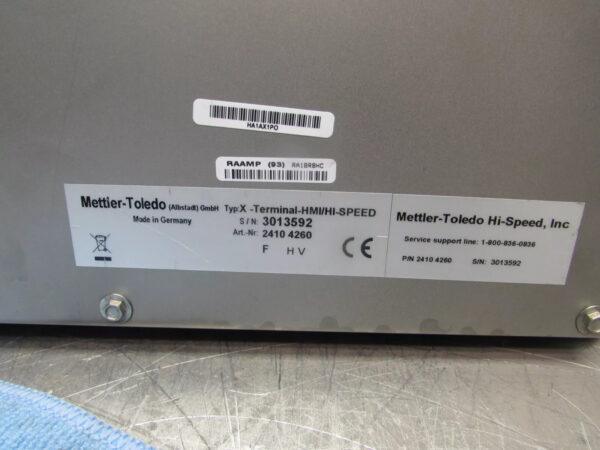 HA1AX1PO
RAAMP (93) RA1BR8HC
Mettler-Toledo (Albstadt) GmbH Typ:X -Terminal-HMI/HI-SPEED
Made in Germany S/N: 3013592
Art.-Nr: 2410 4260
F HV
CE
Mettler-Toledo Hi-Speed, Inc
Service support line: 1-800-836-0836
P/N 2410 4260 S/N: 3013592